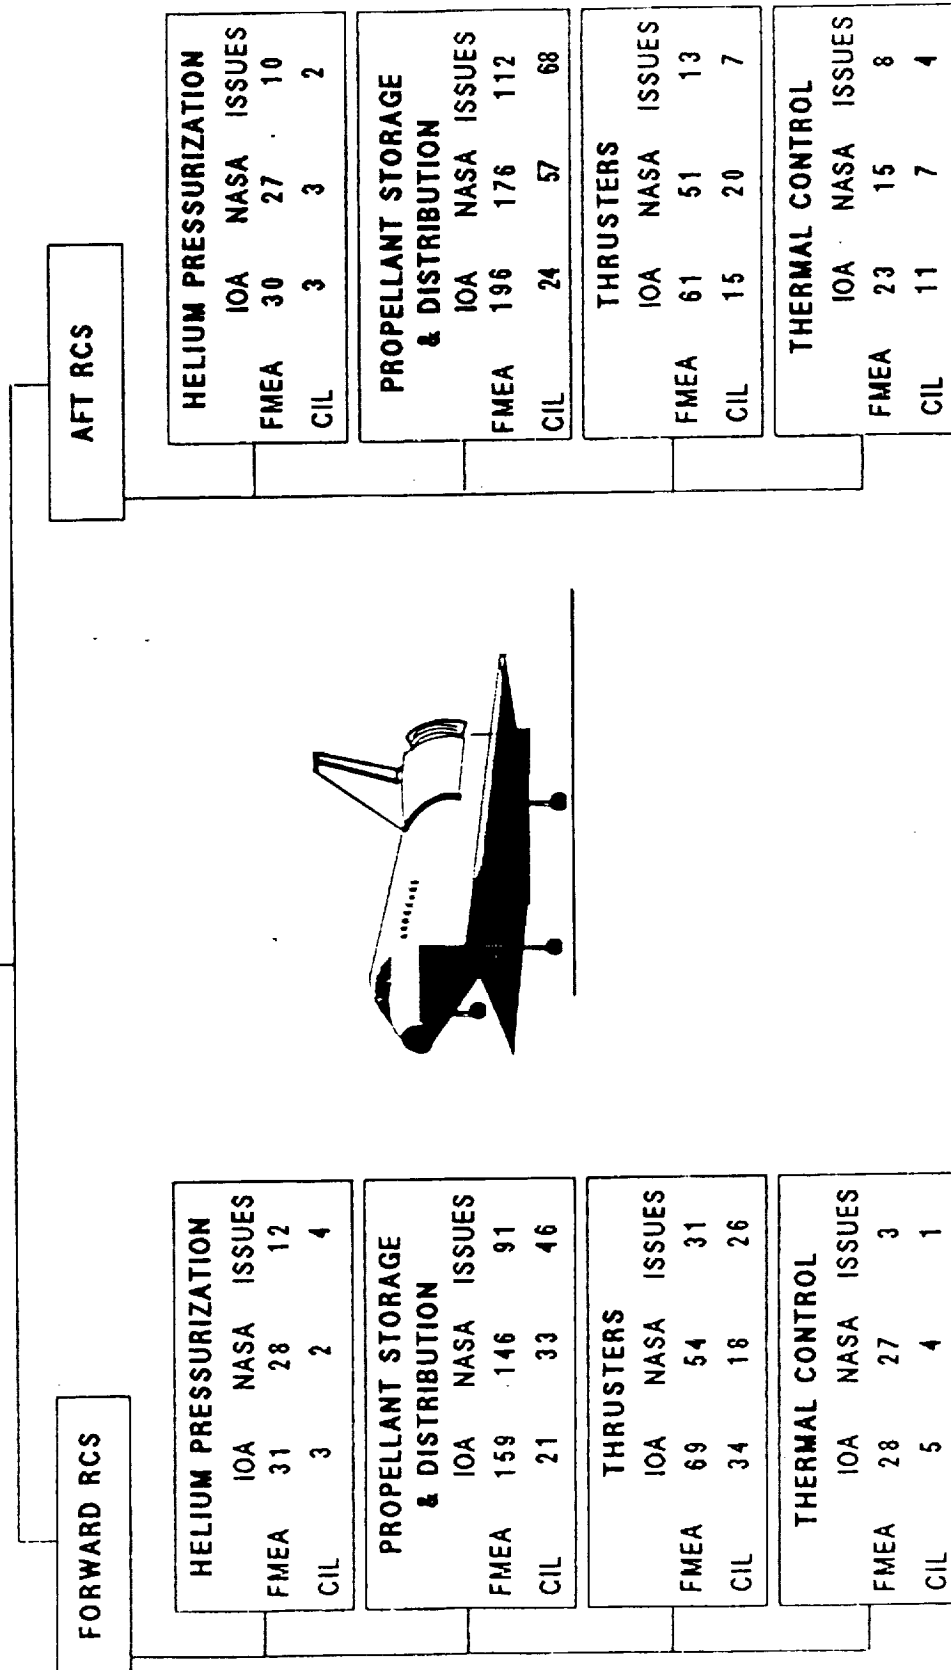 FORWARD RCS
HELIUM PRESSURIZATION
IOA NASA ISSUES
FMEA 31 28 12
CIL 3 2 4
PROPELLANT STORAGE
& DISTRIBUTION
IOA NASA ISSUES
FMEA 159 146 91
CIL 21 33 46
THRUSTERS
IOA NASA ISSUES
FMEA 69 54 31
CIL 34 18 26
THERMAL CONTROL
IOA NASA ISSUES
FMEA 28 27 3
CIL 5 4 1
AFT RCS
HELIUM PRESSURIZATION
IOA NASA ISSUES
FMEA 30 27 10
CIL 3 3 2
PROPELLANT STORAGE
& DISTRIBUTION
IOA NASA ISSUES
FMEA 196 176 112
CIL 24 57 68
THRUSTERS
IOA NASA ISSUES
FMEA 61 51 13
CIL 15 20 7
THERMAL CONTROL
IOA NASA ISSUES
FMEA 23 15 8
CIL 11 7 4